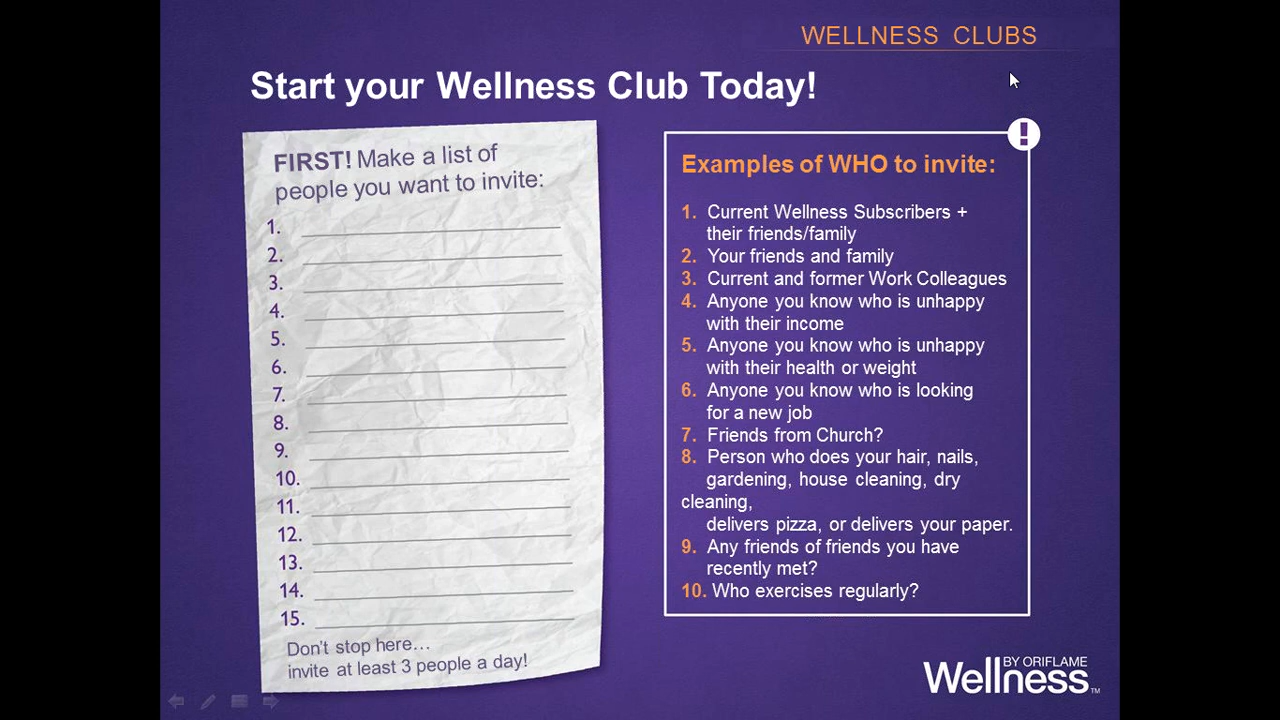 WELLNESS CLUBS
Start your Wellness Club Today!
FIRST! Make a list of
people you want to invite:
1.
2.
3.
4.
5.
6.
7.
8.
9.
10.
11.
12.
13.
14.
15.
Don't stop here...
invite at least 3 people a day!
!
Examples of WHO to invite:
1. Current Wellness Subscribers +
their friends/family
2. Your friends and family
3. Current and former Work Colleagues
4. Anyone you know who is unhappy
with their income
5. Anyone you know who is unhappy
with their health or weight
6. Anyone you know who is looking
for a new job
7. Friends from Church?
8. Person who does your hair, nails,
gardening, house cleaning, dry
cleaning,
delivers pizza, or delivers your paper.
9. Any friends of friends you have
recently met?
10. Who exercises regularly?
BY ORIFLAME
Wellness™